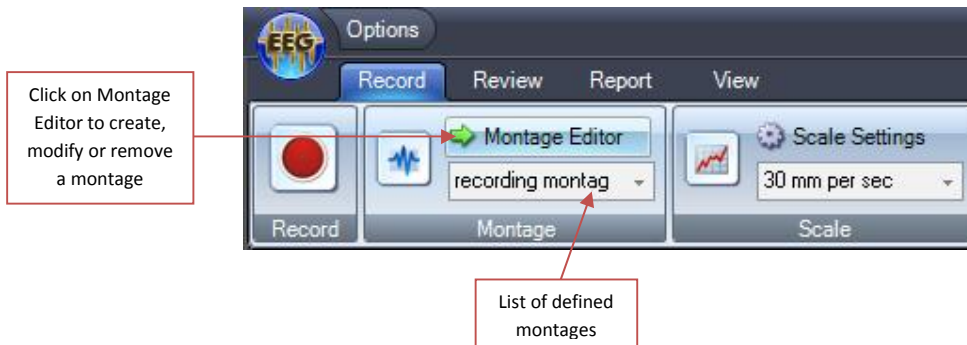 EEG
Options
Record Review Report View
Click on Montage
Editor to create,
modify or remove
a montage
Montage Editor
Scale Settings
recording montag
30 mm per sec
Record
Montage
Scale
List of defined
montages